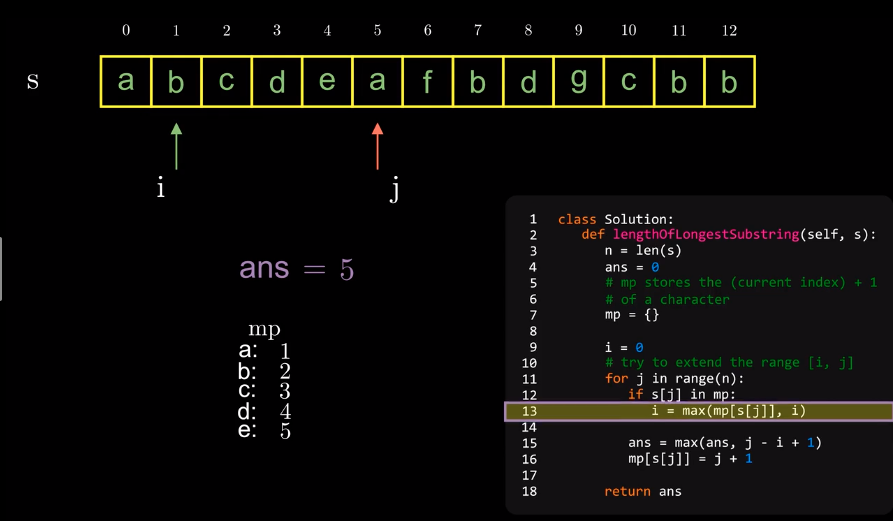 0 1 2 3 4 5 6 7 8 9 10 11 12
s a b c d e a f b d g c b b
i j
ans = 5
mp
a: 1
b: 2
c: 3
d: 4
e: 5
1 class Solution:
2 def lengthOfLongestSubstring(self, s):
3 n = len(s)
4 ans = 0
5 # mp stores the (current index) + 1
6 # of a character
7 mp = {}
8
9 i = 0
10 # try to extend the range [i, j]
11 for j in range(n):
12 if s[j] in mp:
13 i = max(mp[s[j]], i)
14
15 ans = max(ans, j - i + 1)
16 mp[s[j]] = j + 1
17
18 return ans